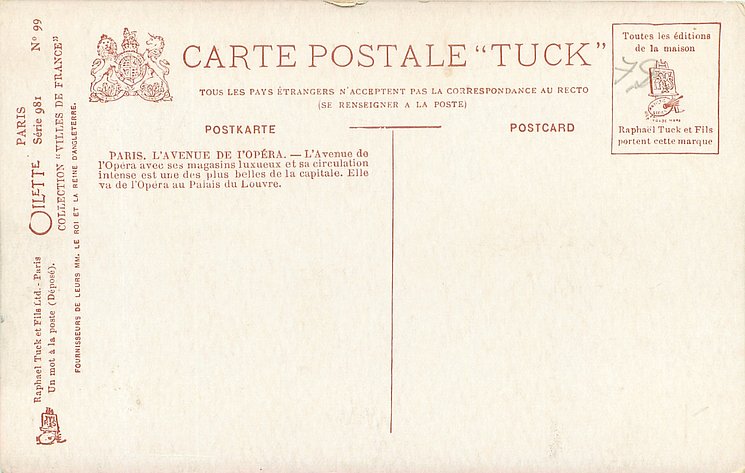 CARTE POSTALE “TUCK”
TOUS LES PAYS ÉTRANGERS N'ACCEPTENT PAS LA CORRESPONDANCE AU RECTO
(SE RENSEIGNER A LA POSTE)
POSTKARTE
POSTCARD
Toutes les éditions
de la maison
Raphaël Tuck et Fils
portent cette marque
PARIS. L'AVENUE DE l'OPÉRA. — L'Avenue de
l'Opéra avec ses magasins luxueux et sa circulation
intense est une des plus belles de la capitale. Elle
va de l'Opéra au Palais du Louvre.
PARIS
OILETTE Série 981 Nº 99
COLLECTION "VILLES DE FRANCE"
Raphael Tuck et Fils Ltd. - Paris
Un mot à la poste (Déposé).
FOURNISSEURS DE LEURS MM. LE ROI ET LA REINE D'ANGLETERRE.